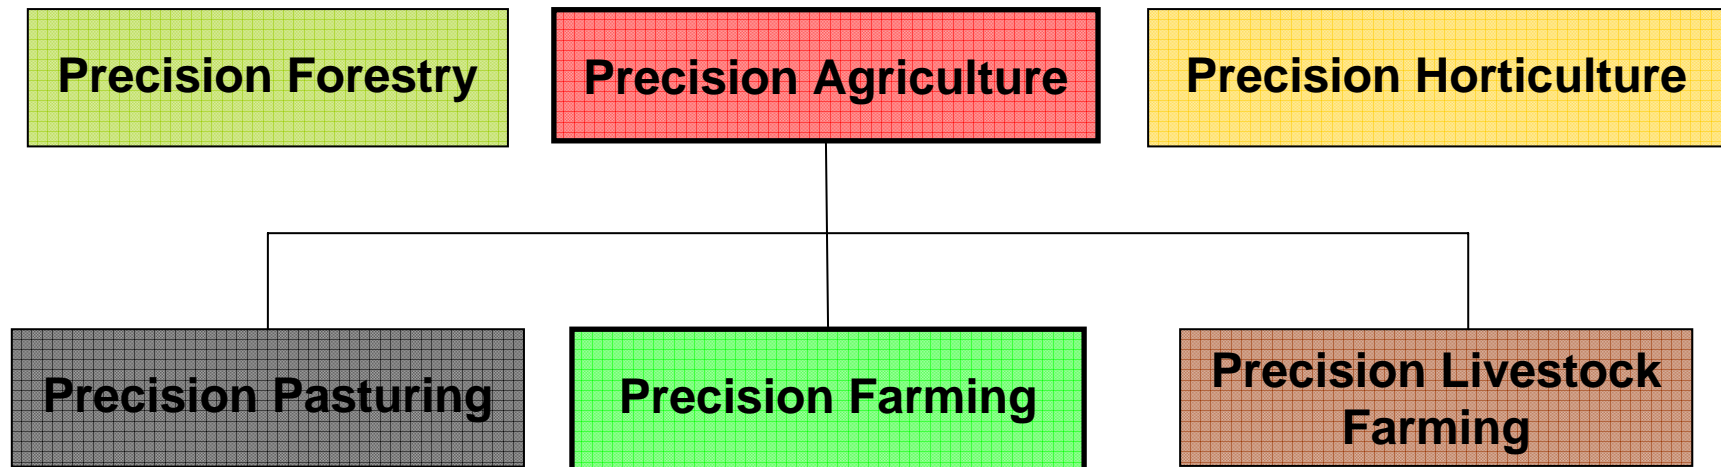 Precision Forestry
Precision Agriculture
Precision Horticulture
Precision Pasturing
Precision Farming
Precision Livestock
Farming